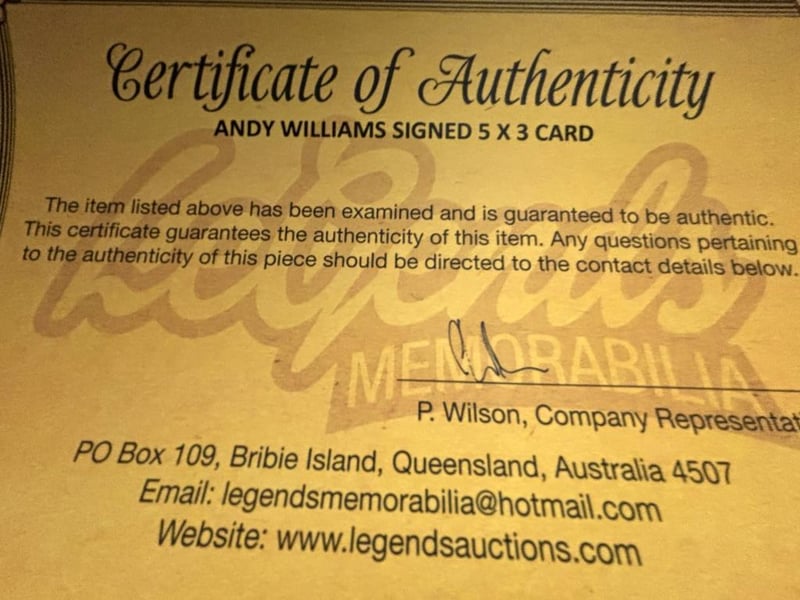 Certificate of Authenticity
ANDY WILLIAMS SIGNED 5 X 3 CARD
Legends
MEMORABILIA
The item listed above has been examined and is guaranteed to be authentic.
This certificate guarantees the authenticity of this item. Any questions pertaining
to the authenticity of this piece should be directed to the contact details below.
P. Wilson, Company Representat
PO Box 109, Bribie Island, Queensland, Australia 4507
Email: legendsmemorabilia@hotmail.com
Website: www.legendsauctions.com